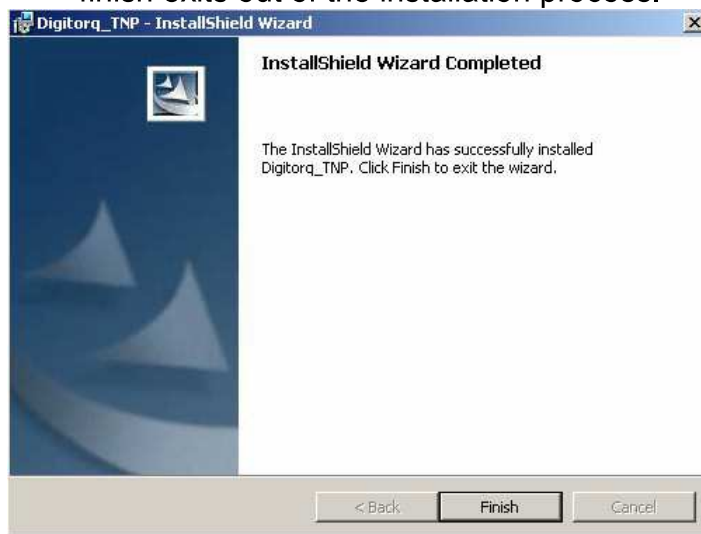 finish exits out of the installation process.
Digitorq_TNP - InstallShield Wizard
InstallShield Wizard Completed
The InstallShield Wizard has successfully installed
Digitorq_TNP. Click Finish to exit the wizard.
< Back Finish Cancel